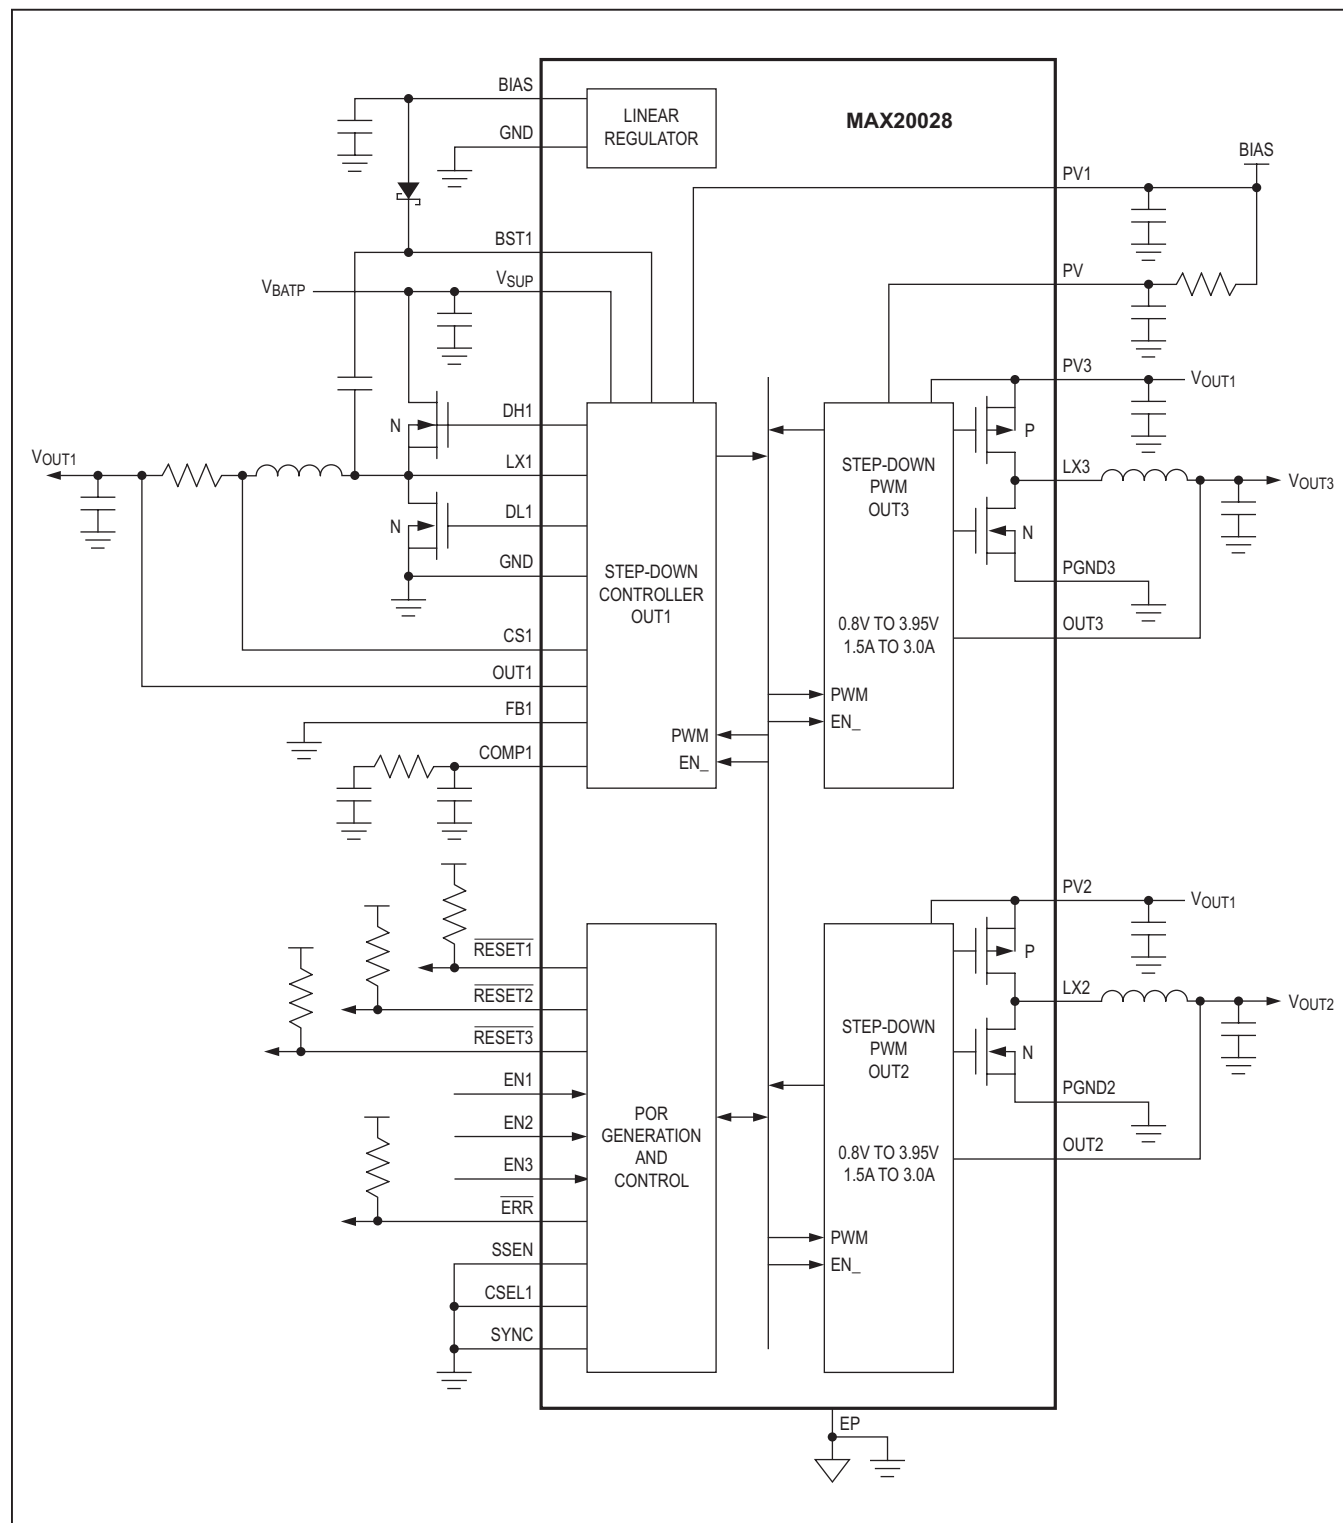 MAX20028
BIAS
GND
LINEAR
REGULATOR
BIAS
PV1
BST1
VBATP
VSUP
PV
PV3
VOUT1
N
DH1
P
VOUT1
LX1
LX3
VOUT3
STEP-DOWN
PWM
OUT3
N
DL1
N
GND
PGND3
STEP-DOWN
CONTROLLER
OUT1
CS1
OUT1
FB1
COMP1
PWM
EN_
0.8V TO 3.95V
1.5A TO 3.0A
OUT3
PWM
EN_
PV2
VOUT1
P
LX2
VOUT2
RESET1
RESET2
RESET3
STEP-DOWN
PWM
OUT2
N
EN1
EN2
EN3
ERR
SSEN
CSEL1
SYNC
POR
GENERATION
AND
CONTROL
PGND2
0.8V TO 3.95V
1.5A TO 3.0A
OUT2
PWM
EN_
EP